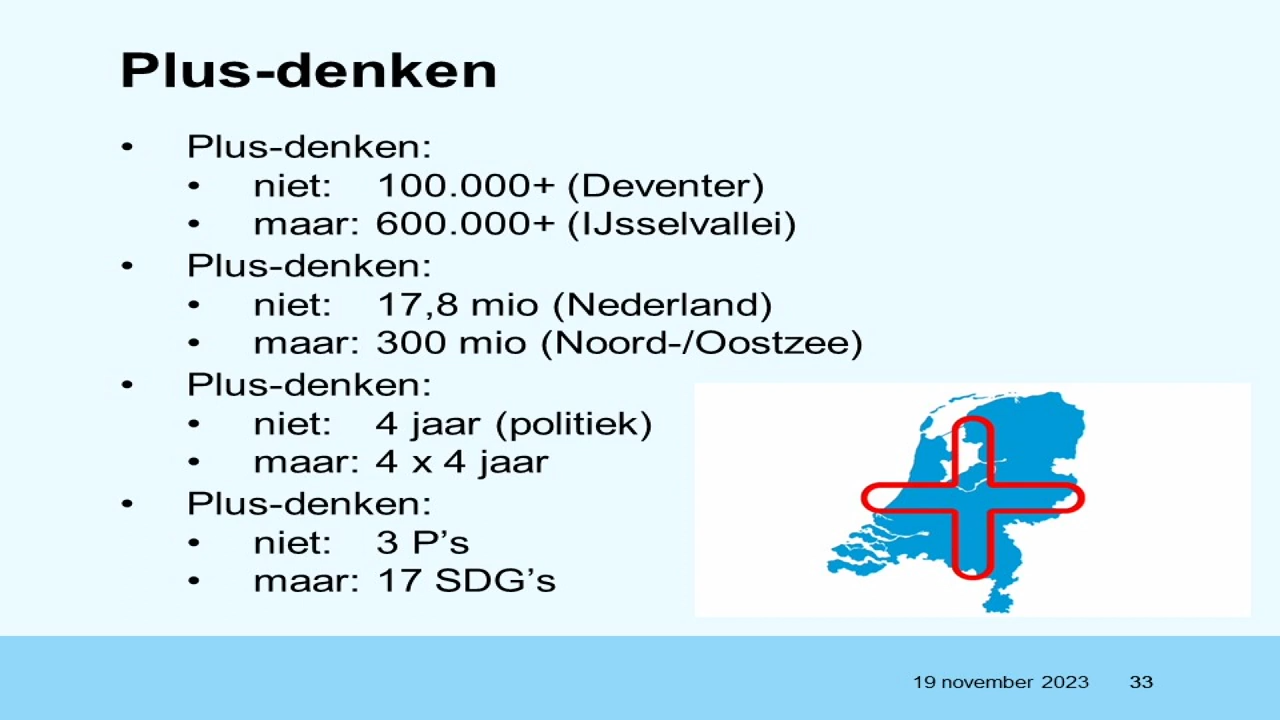 Plus-denken
• Plus-denken:
• niet: 100.000+ (Deventer)
• maar: 600.000+ (IJsselvallei)
• Plus-denken:
• niet: 17,8 mio (Nederland)
• maar: 300 mio (Noord-/Oostzee)
• Plus-denken:
• niet: 4 jaar (politiek)
• maar: 4 x 4 jaar
• Plus-denken:
• niet: 3 P’s
• maar: 17 SDG’s
19 november 2023 33